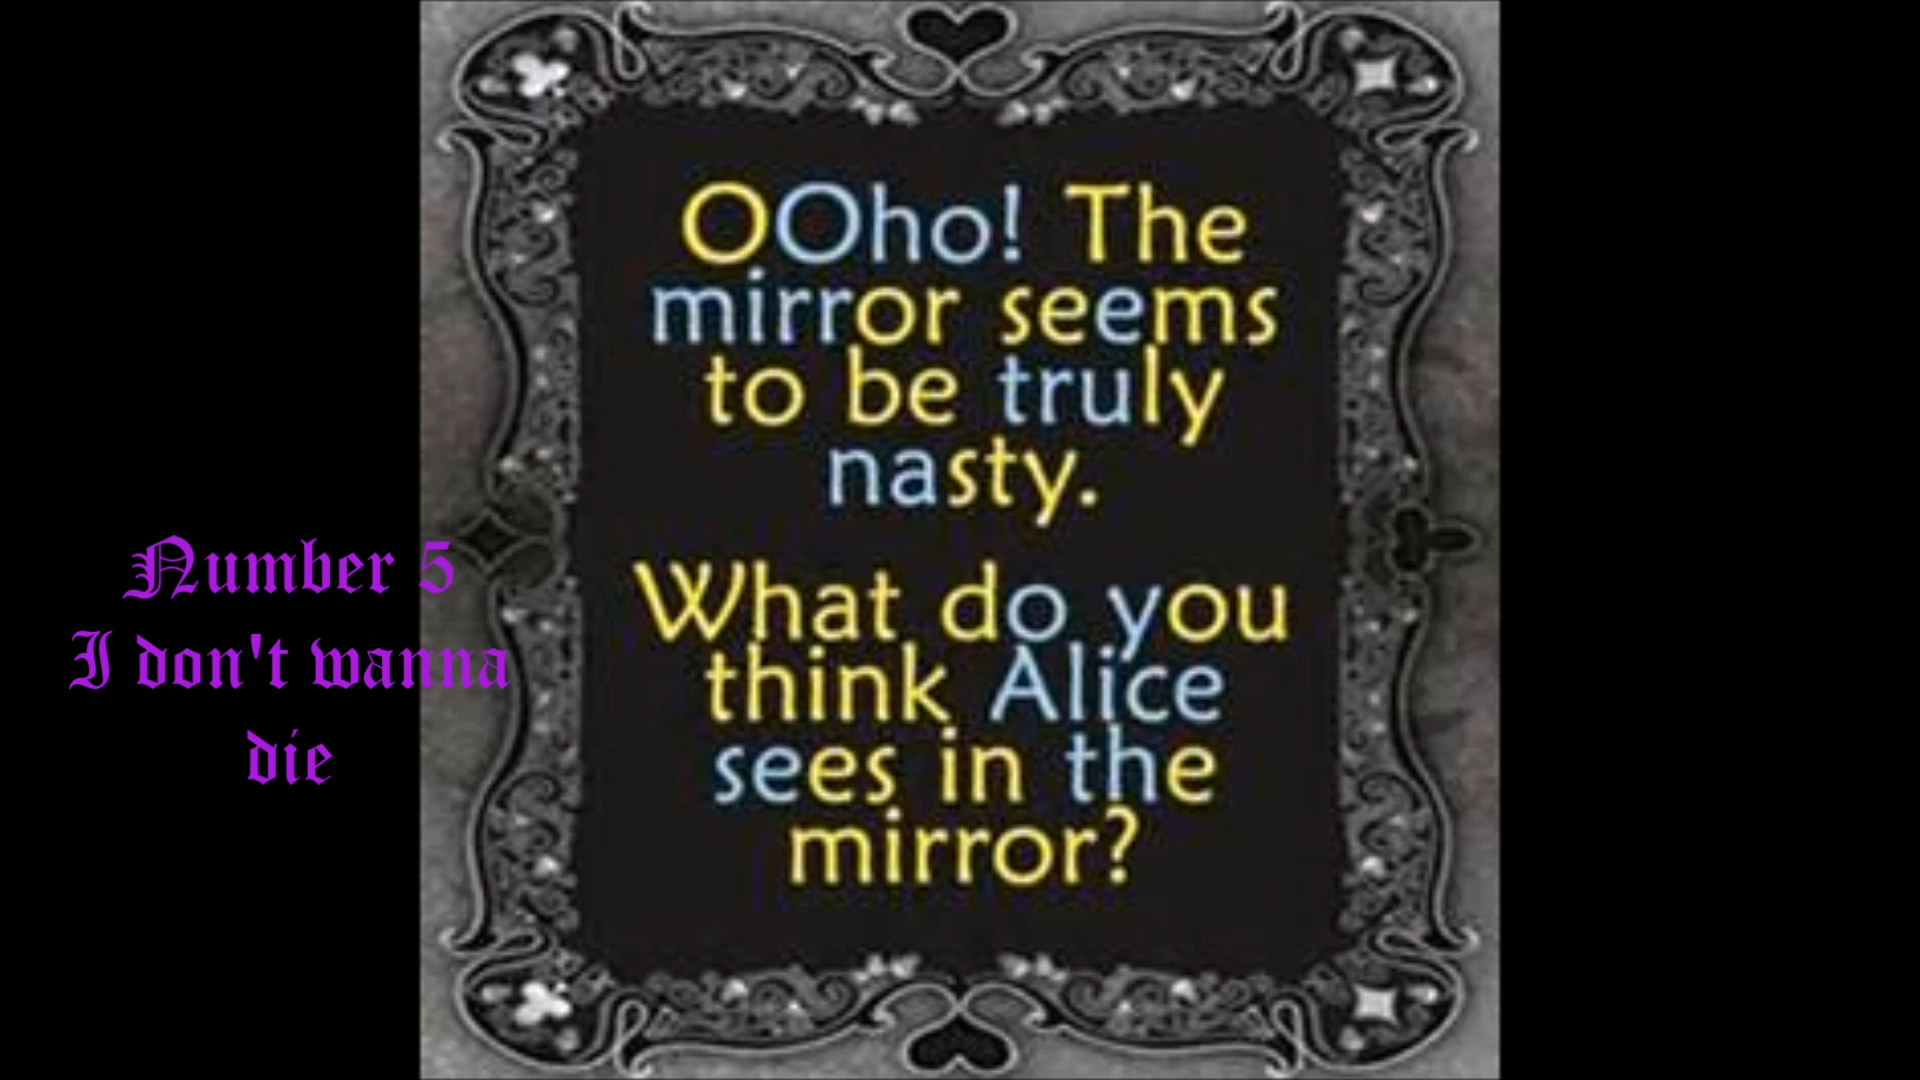 OOho! The
mirror seems
to be truly
nasty.
What do you
think Alice
sees in the
mirror?
Number 5
I don't wanna
die